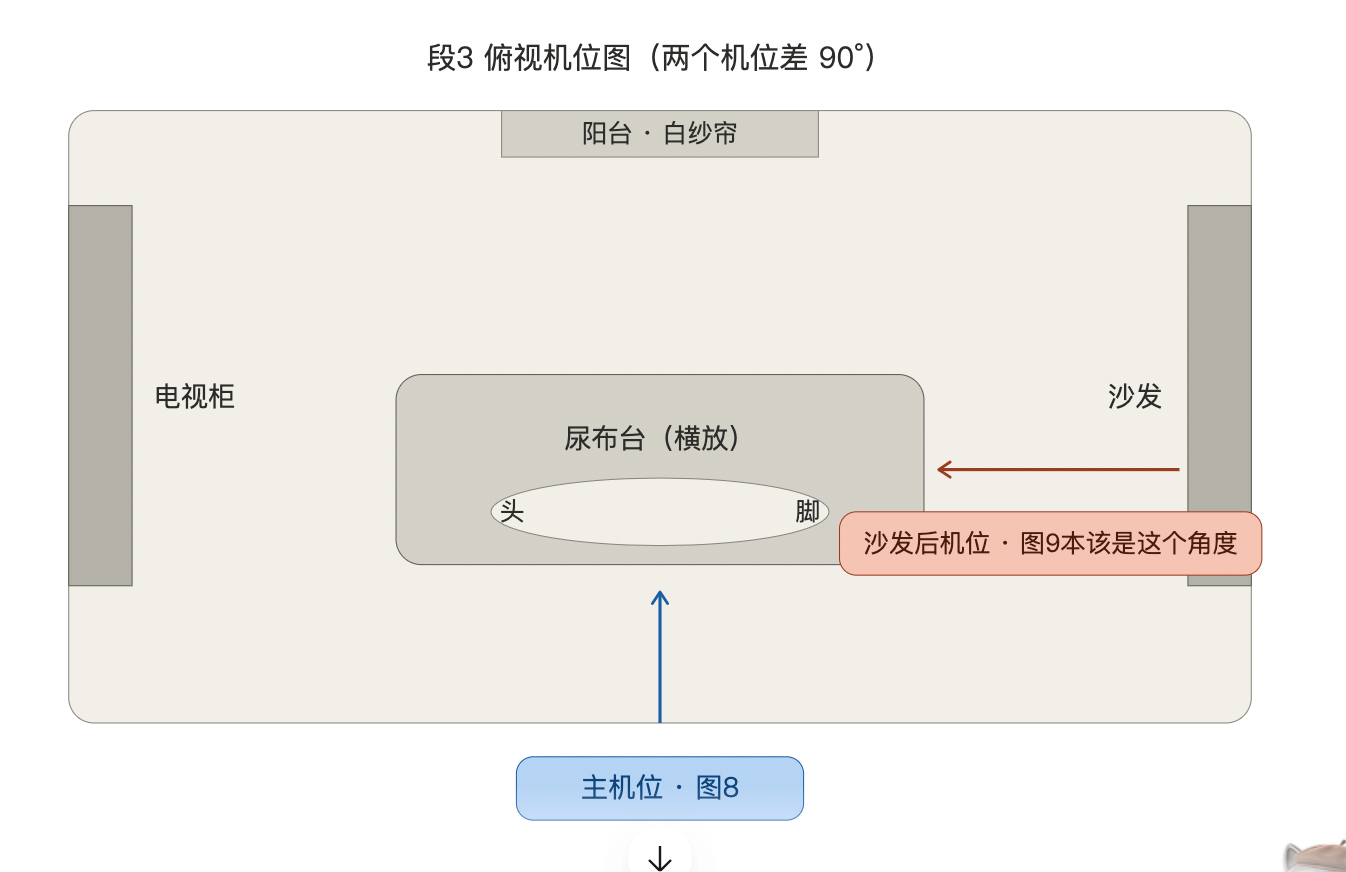 段3 俯视机位图（两个机位差 90°）
阳台 · 白纱帘
电视柜
沙发
尿布台（横放）
头
脚
沙发后机位 · 图9本该是这个角度
主机位 · 图8